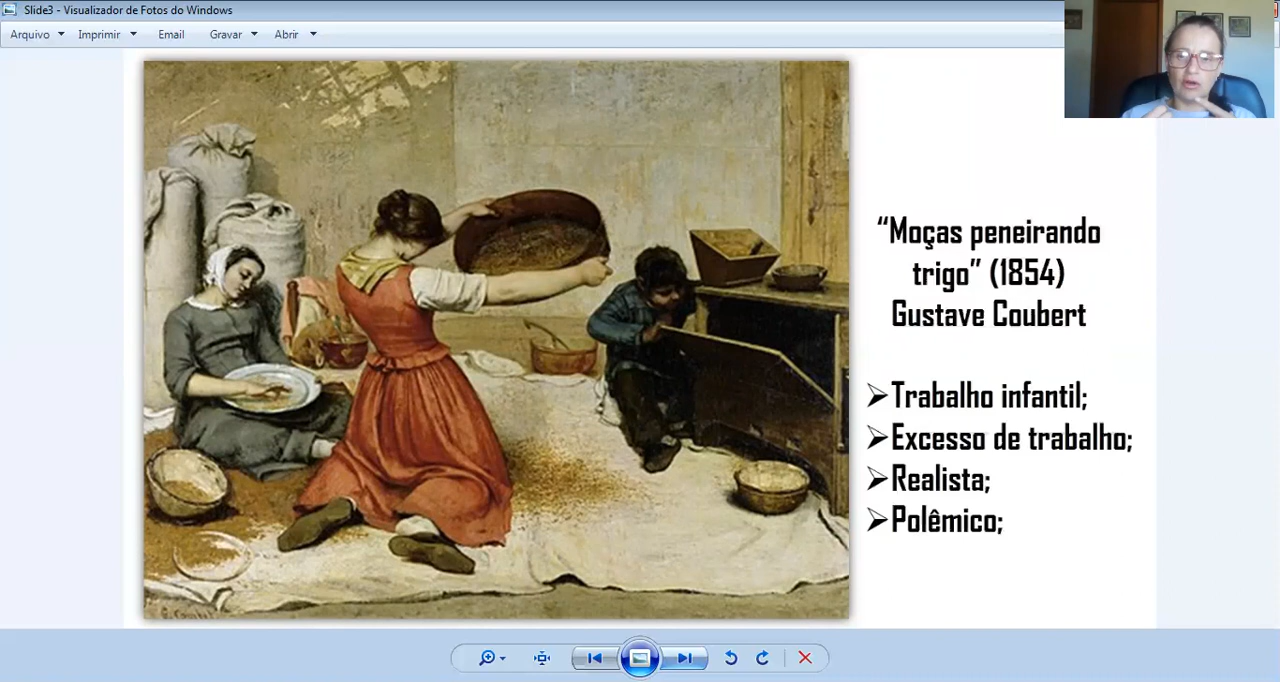 Slide3 - Visualizador de Fotos do Windows
Arquivo Imprimir Email Gravar Abrir
“Moças peneirando
trigo” (1854)
Gustave Coubert
➢Trabalho infantil;
➢Excesso de trabalho;
➢Realista;
➢Polêmico;